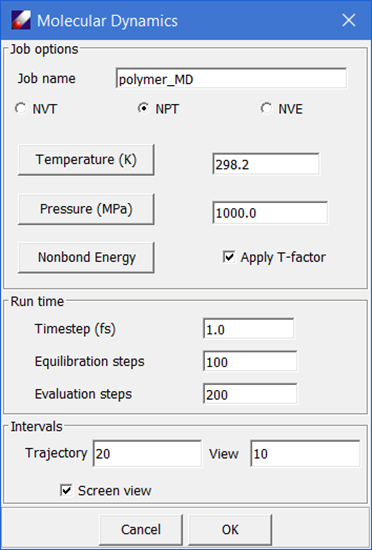 Molecular Dynamics
Job options
Job name polymer_MD
NVT NPT NVE
Temperature (K) 298.2
Pressure (MPa) 1000.0
Nonbond Energy Apply T-factor
Run time
Timestep (fs) 1.0
Equilibration steps 100
Evaluation steps 200
Intervals
Trajectory 20 View 10
Screen view
Cancel OK